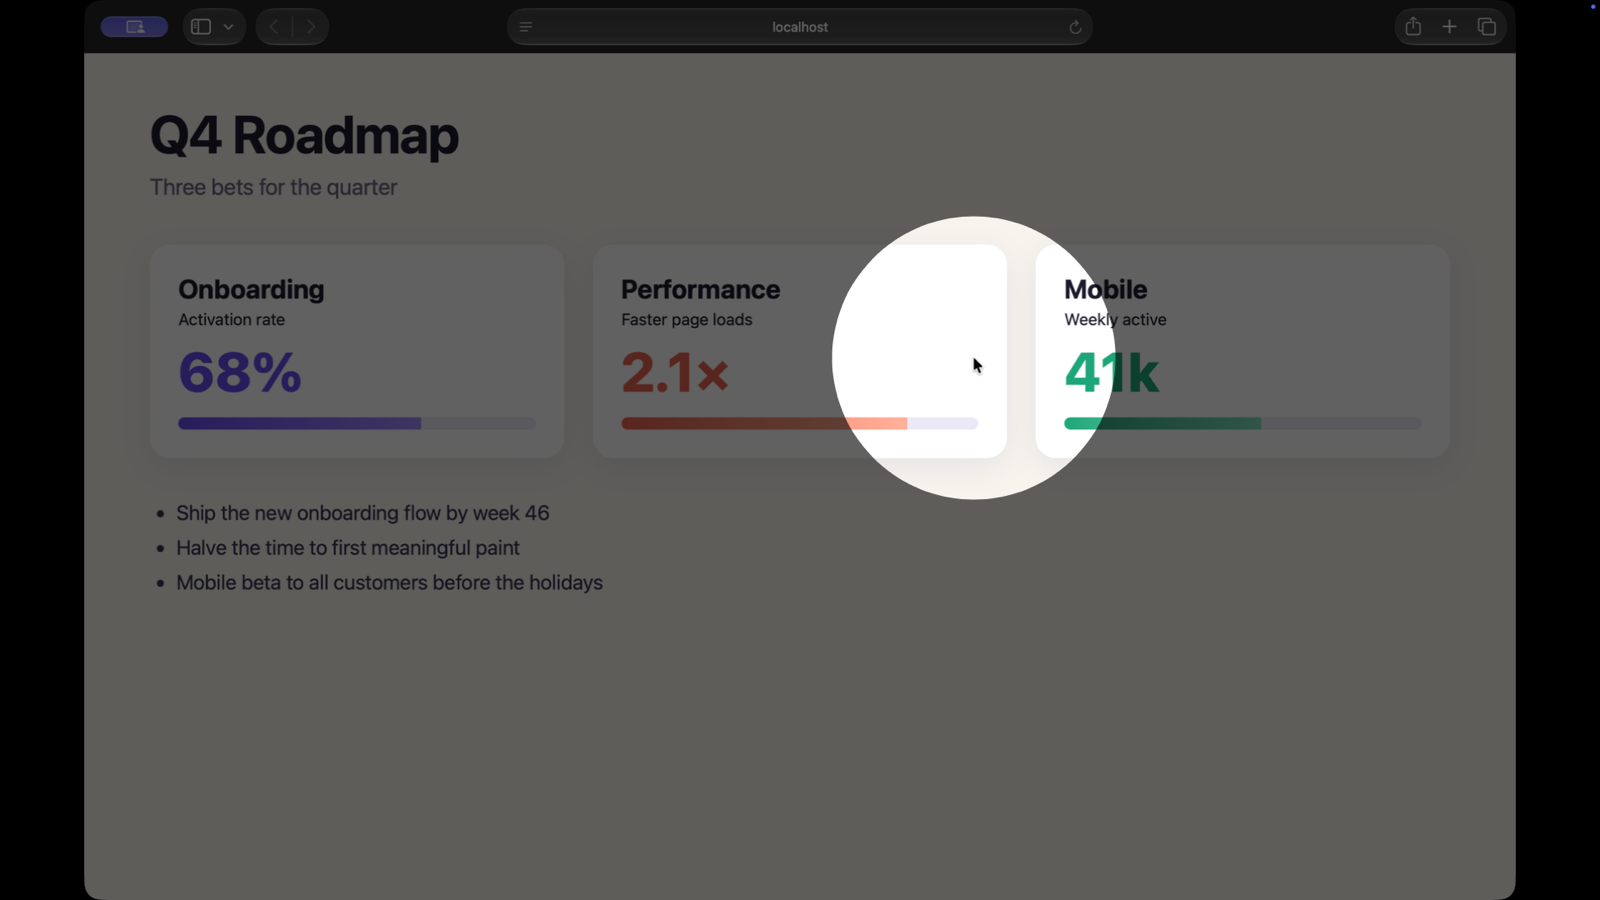 localhost
Q4 Roadmap
Three bets for the quarter
Onboarding
Activation rate
68%
Performance
Faster page loads
2.1×
Mobile
Weekly active
41k
Ship the new onboarding flow by week 46
Halve the time to first meaningful paint
Mobile beta to all customers before the holidays